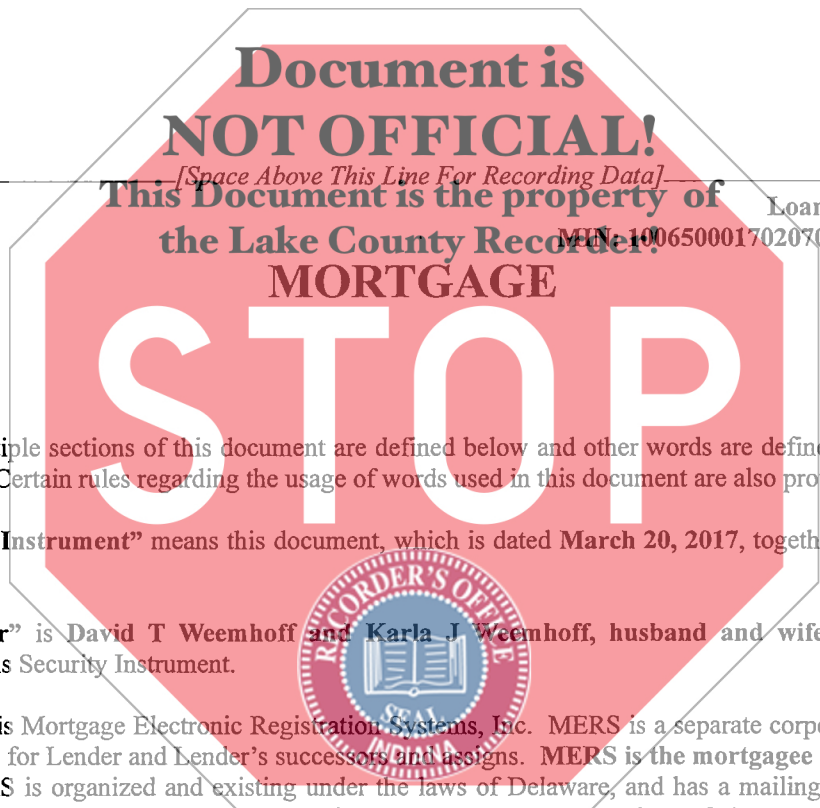 Document is
NOT OFFICIAL!
[Space Above This Line For Recording Data]
This Document is the property of
Loan
the Lake County Recorder!
MIN: 10065000170207
MORTGAGE
STOP
iple sections of this document are defined below and other words are define
Certain rules regarding the usage of words used in this document are also pro
Instrument” means this document, which is dated March 20, 2017, togeth
r” is David T Weemhoff and Karla J Weemhoff, husband and wife
s Security Instrument.
RECORDER'S OFFICE
SEAL
INDIANA
is Mortgage Electronic Registration Systems, Inc. MERS is a separate corp
for Lender and Lender’s successors and assigns. MERS is the mortgagee
S is organized and existing under the laws of Delaware, and has a mailing